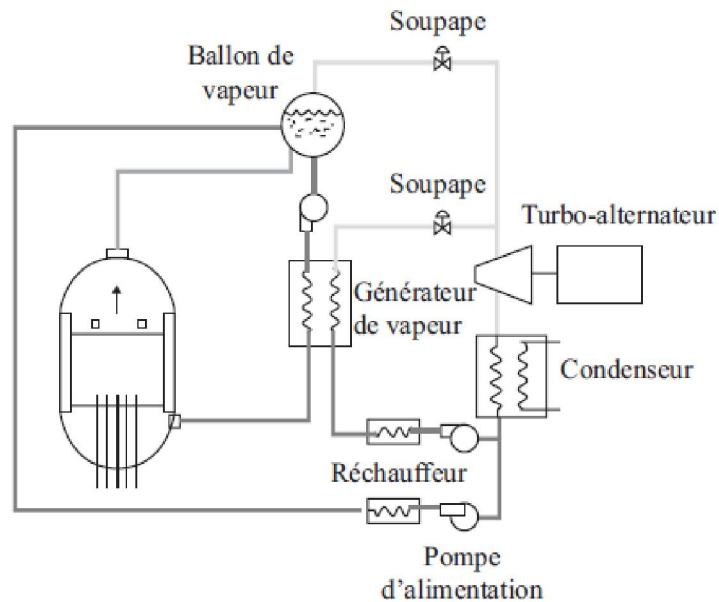 Soupape
Ballon de
vapeur
Soupape
Turbo-alternateur
Générateur
de vapeur
Condenseur
Réchauffeur
Pompe
d'alimentation